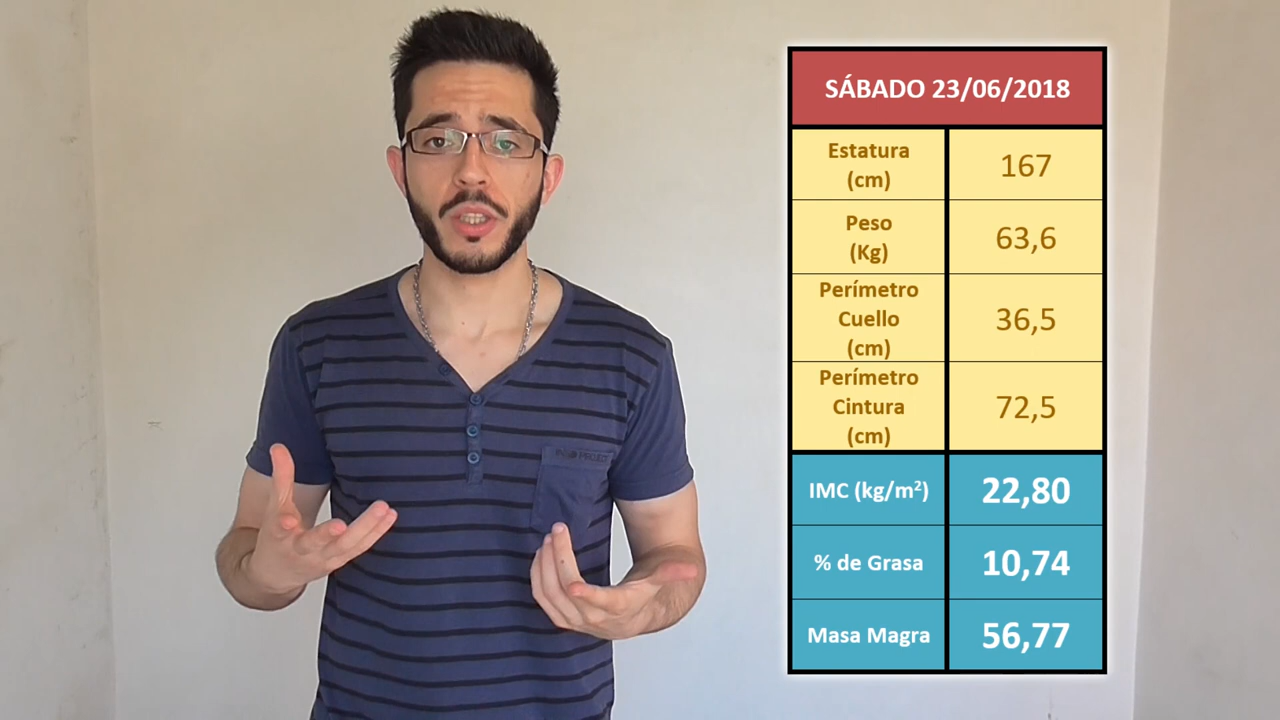 SÁBADO 23/06/2018
Estatura
(cm)
167
Peso
(Kg)
63,6
Perímetro
Cuello
(cm)
36,5
Perímetro
Cintura
(cm)
72,5
IMC (kg/m²)
22,80
% de Grasa
10,74
Masa Magra
56,77